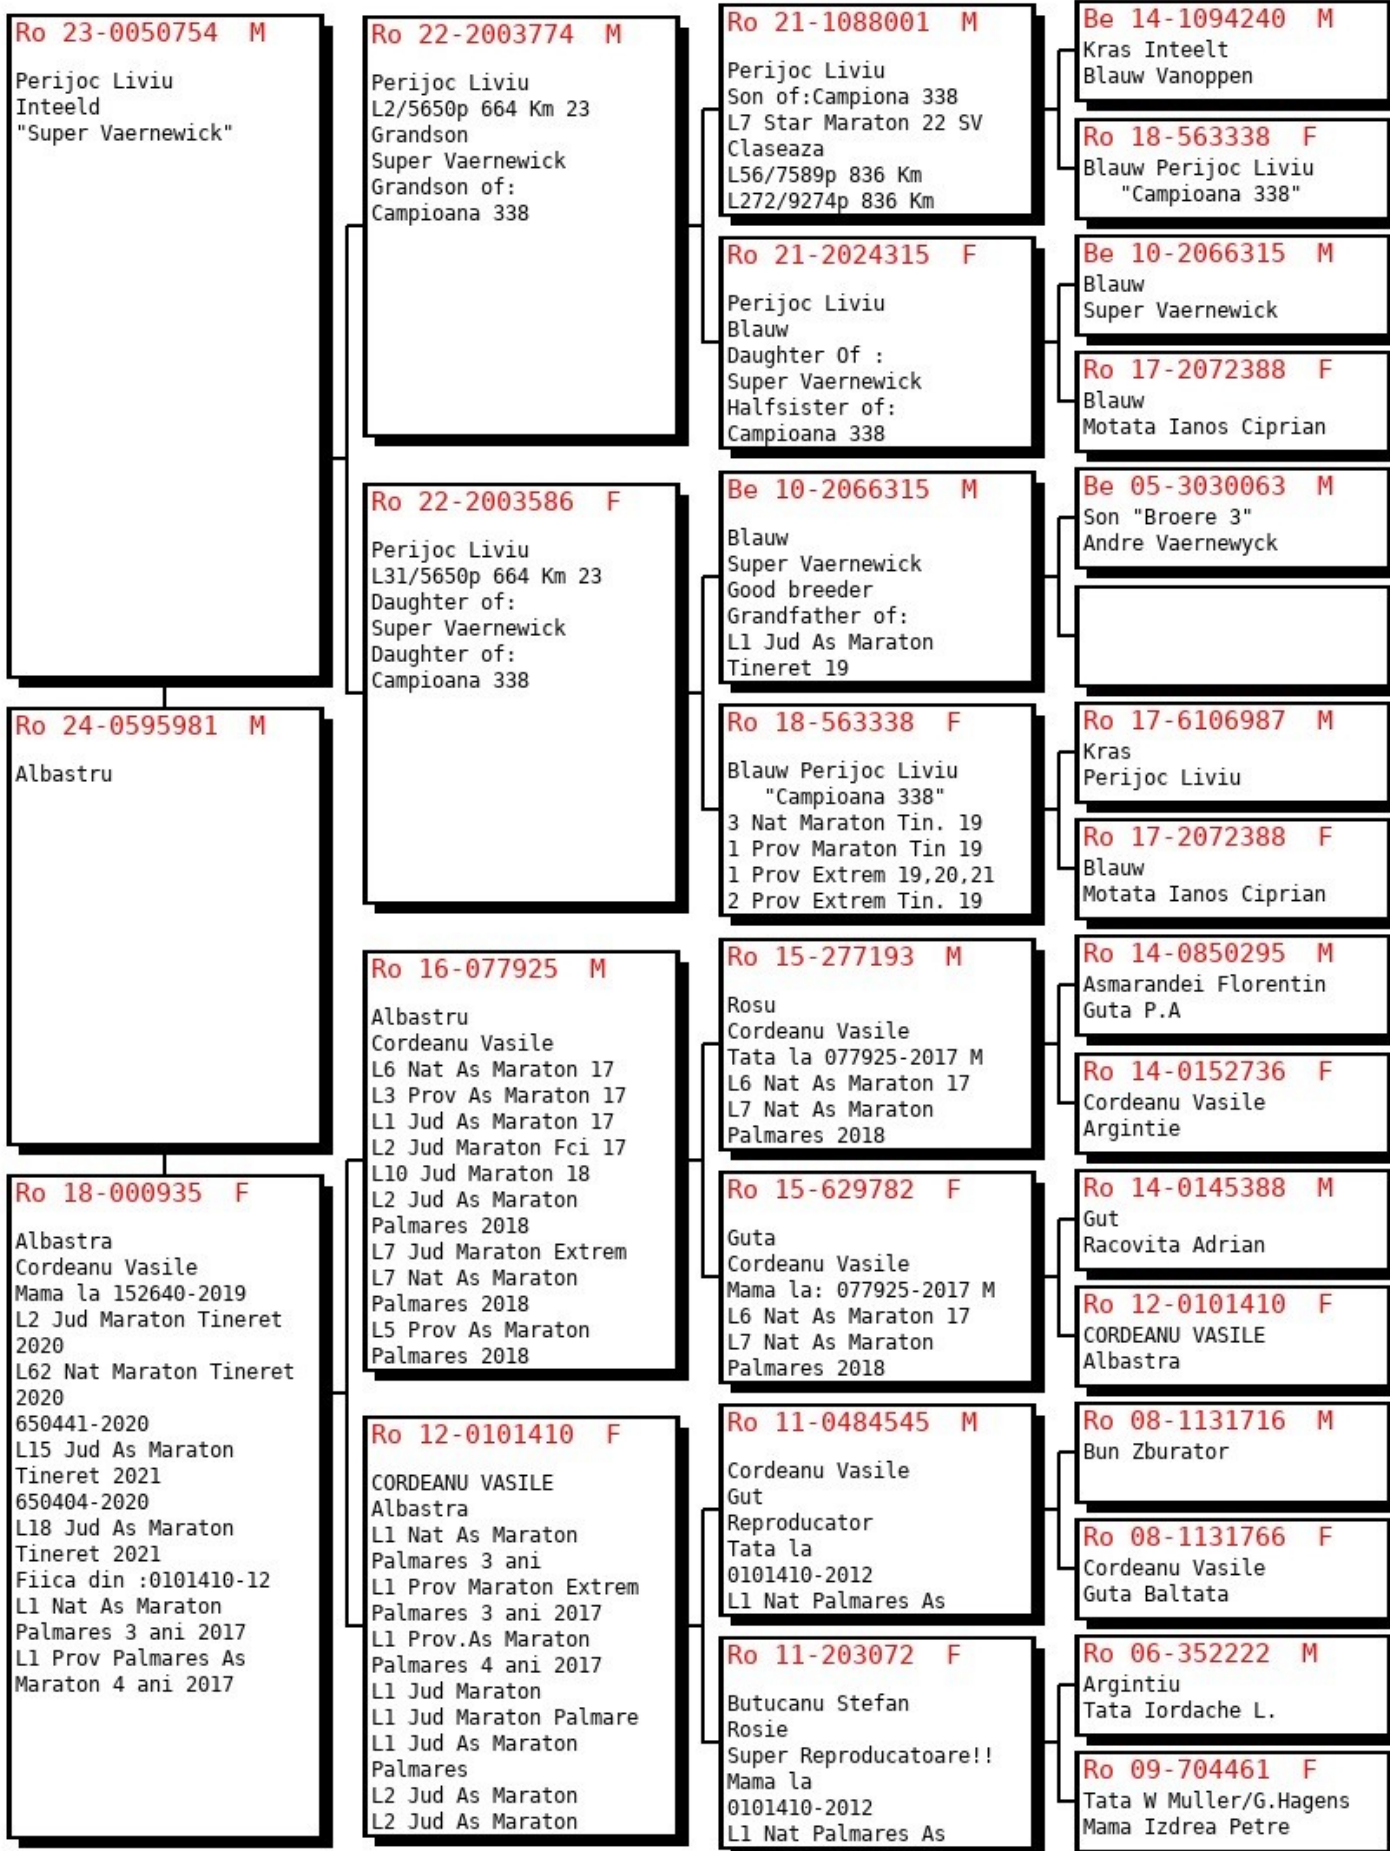 Ro 23-0050754 M
Perijoc Liviu
Inteeld
"Super Vaernewick"
Ro 24-0595981 M
Albastru
Ro 18-000935 F
Albastra
Cordeanu Vasile
Mama la 152640-2019
L2 Jud Maraton Tineret
2020
L62 Nat Maraton Tineret
2020
650441-2020
L15 Jud As Maraton
Tineret 2021
650404-2020
L18 Jud As Maraton
Tineret 2021
Fiica din :0101410-12
L1 Nat As Maraton
Palmares 3 ani 2017
L1 Prov Palmares As
Maraton 4 ani 2017
Ro 22-2003774 M
Perijoc Liviu
L2/5650p 664 Km 23
Grandson
Super Vaernewick
Grandson of:
Campioana 338
Ro 22-2003586 F
Perijoc Liviu
L31/5650p 664 Km 23
Daughter of:
Super Vaernewick
Daughter of:
Campioana 338
Ro 16-077925 M
Albastru
Cordeanu Vasile
L6 Nat As Maraton 17
L3 Prov As Maraton 17
L1 Jud As Maraton 17
L2 Jud Maraton Fci 17
L10 Jud Maraton 18
L2 Jud As Maraton
Palmares 2018
L7 Jud Maraton Extrem
L7 Nat As Maraton
Palmares 2018
L5 Prov As Maraton
Palmares 2018
Ro 12-0101410 F
CORDEANU VASILE
Albastra
L1 Nat As Maraton
Palmares 3 ani
L1 Prov Maraton Extrem
Palmares 3 ani 2017
L1 Prov.As Maraton
Palmares 4 ani 2017
L1 Jud Maraton
L1 Jud Maraton Palmare
L1 Jud As Maraton
Palmares
L2 Jud As Maraton
L2 Jud As Maraton
Ro 21-1088001 M
Perijoc Liviu
Son of:Campiona 338
L7 Star Maraton 22 SV
Claseaza
L56/7589p 836 Km
L272/9274p 836 Km
Ro 21-2024315 F
Perijoc Liviu
Blauw
Daughter Of :
Super Vaernewick
Halfsister of:
Campioana 338
Be 10-2066315 M
Blauw
Super Vaernewick
Good breeder
Grandfather of:
L1 Jud As Maraton
Tineret 19
Ro 18-563338 F
Blauw Perijoc Liviu
"Campioana 338"
3 Nat Maraton Tin. 19
1 Prov Maraton Tin 19
1 Prov Extrem 19,20,21
2 Prov Extrem Tin. 19
Ro 15-277193 M
Rosu
Cordeanu Vasile
Tata la 077925-2017 M
L6 Nat As Maraton 17
L7 Nat As Maraton
Palmares 2018
Ro 15-629782 F
Guta
Cordeanu Vasile
Mama la: 077925-2017 M
L6 Nat As Maraton 17
L7 Nat As Maraton
Palmares 2018
Ro 11-0484545 M
Cordeanu Vasile
Gut
Reproducator
Tata la
0101410-2012
L1 Nat Palmares As
Ro 11-203072 F
Butucanu Stefan
Rosie
Super Reproducatoare!!
Mama la
0101410-2012
L1 Nat Palmares As
Be 14-1094240 M
Kras Inteelt
Blauw Vanoppen
Ro 18-563338 F
Blauw Perijoc Liviu
"Campioana 338"
Be 10-2066315 M
Blauw
Super Vaernewick
Ro 17-2072388 F
Blauw
Motata Ianos Ciprian
Be 05-3030063 M
Son "Broere 3"
Andre Vaernewyck
Ro 17-6106987 M
Kras
Perijoc Liviu
Ro 17-2072388 F
Blauw
Motata Ianos Ciprian
Ro 14-0850295 M
Asmarandei Florentin
Guta P.A
Ro 14-0152736 F
Cordeanu Vasile
Argintie
Ro 14-0145388 M
Gut
Racovita Adrian
Ro 12-0101410 F
CORDEANU VASILE
Albastra
Ro 08-1131716 M
Bun Zburator
Ro 08-1131766 F
Cordeanu Vasile
Guta Baltata
Ro 06-352222 M
Argintiu
Tata Iordache L.
Ro 09-704461 F
Tata W Muller/G.Hagens
Mama Izdrea Petre